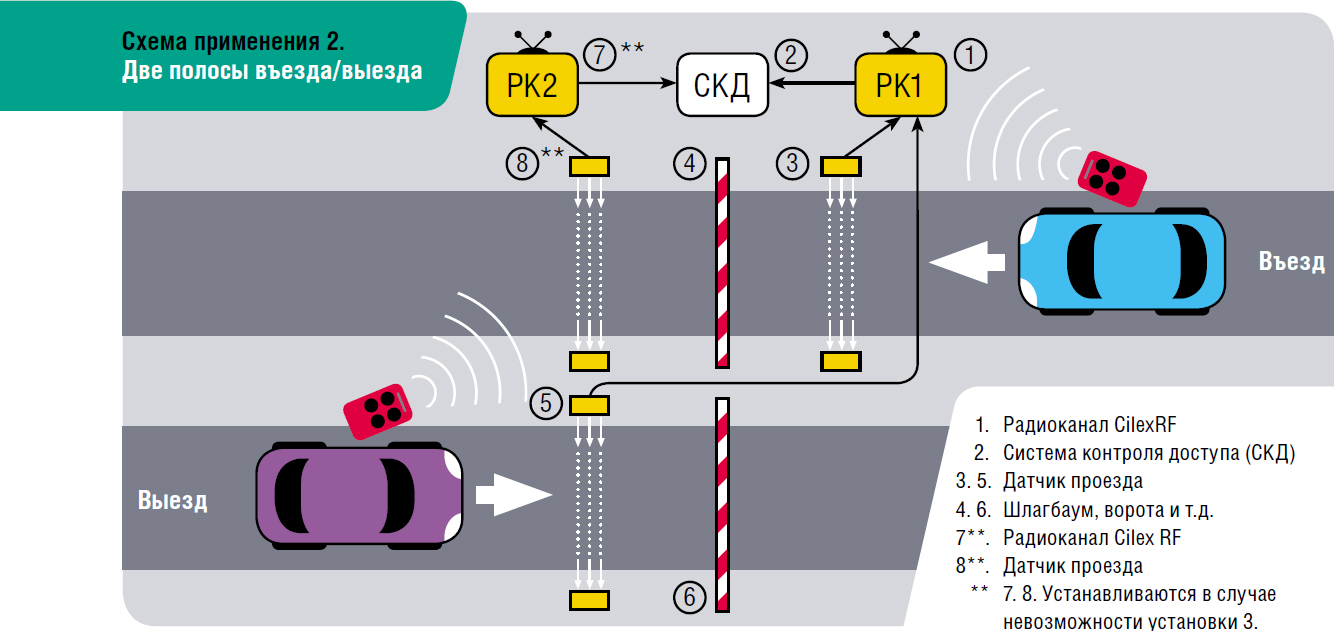 Схема применения 2.
Две полосы въезда/выезда
РК2
7 **
СКД
2
РК1
1
8 **
4
3
Въезд
5
Выезд
6
1. Радиоканал CilexRF
2. Система контроля доступа (СКД)
3. 5. Датчик проезда
4. 6. Шлагбаум, ворота и т.д.
7**. Радиоканал Cilex RF
8**. Датчик проезда
** 7. 8. Устанавливаются в случае
невозможности установки 3.